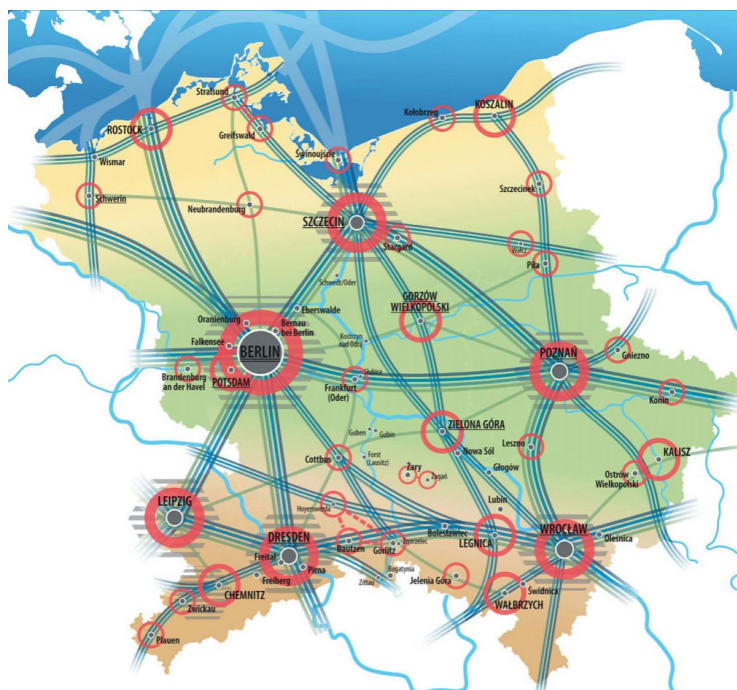 Stralsund
ROSTOCK
Greifswald
Kołobrzeg
KOSZALIN
Wismar
Świnoujście
Schwerin
Neubrandenburg
Szczecinek
SZCZECIN
Stargard
Wałcz
Piła
Schwedt/Oder
GORZÓW
WIELKOPOLSKI
Eberswalde
Oranienburg
Bernau
bei Berlin
Kostrzyn
nad Odrą
Falkensee
BERLIN
POZNAŃ
Gniezno
Brandenburg
an der Havel
POTSDAM
Słubice
Frankfurt
(Oder)
Konin
ZIELONA GÓRA
Guben
Gubin
Leszno
Nowa Sól
KALISZ
Cottbus
Forst
(Lausitz)
Żary
Żagań
Głogów
Ostrów
Wielkopolski
LEIPZIG
Hoyerswerda
Lubin
DRESDEN
Bolesławiec
WROCŁAW
Oleśnica
Freital
Bautzen
Görlitz
Zgorzelec
LEGNICA
Pirna
Freiberg
Zittau
Bogatynia
Jelenia Góra
Świdnica
CHEMNITZ
WAŁBRZYCH
Zwickau
Plauen